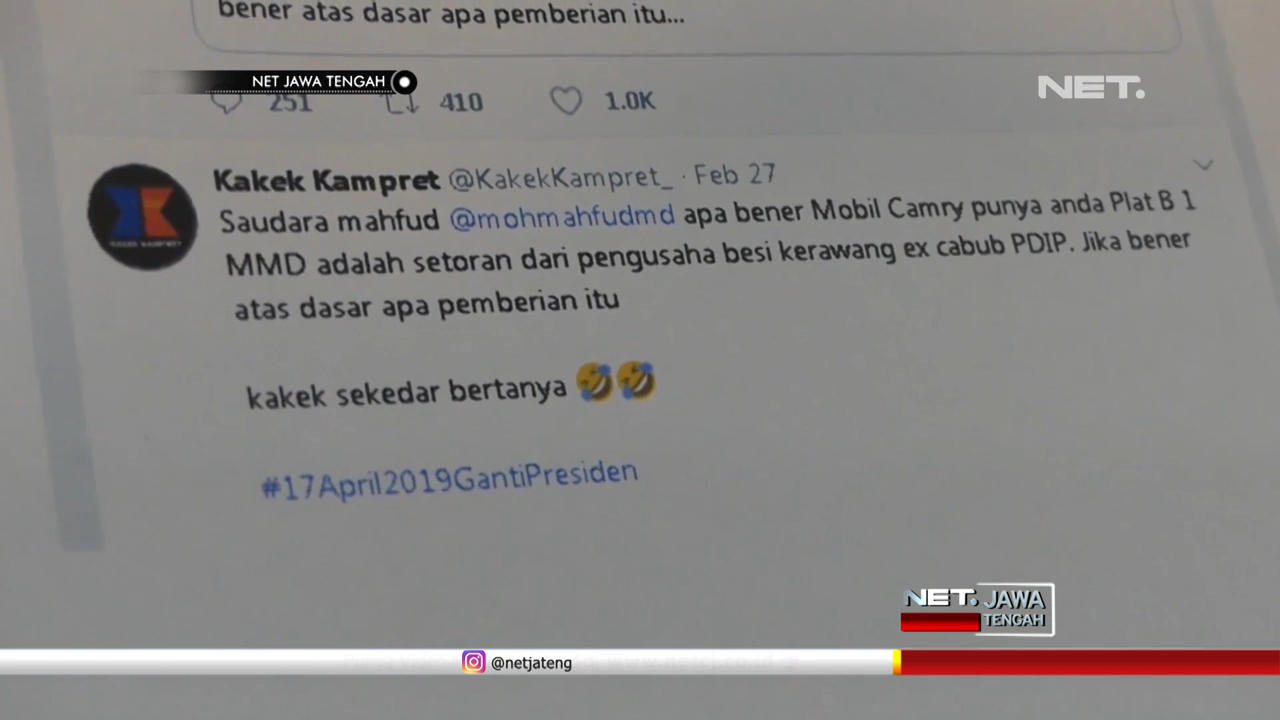 bener atas dasar apa pemberian itu...
NET JAWA TENGAH
NET.
251 410 1.0K
Kakek Kampret @KakekKampret_ · Feb 27
Saudara mahfud @mohmahfudmd apa bener Mobil Camry punya anda Plat B 1
MMD adalah setoran dari pengusaha besi kerawang ex cabub PDIP. Jika bener
atas dasar apa pemberian itu
kakek sekedar bertanya 🤣🤣
#17April2019GantiPresiden
NET. JAWA
TENGAH
@netjateng